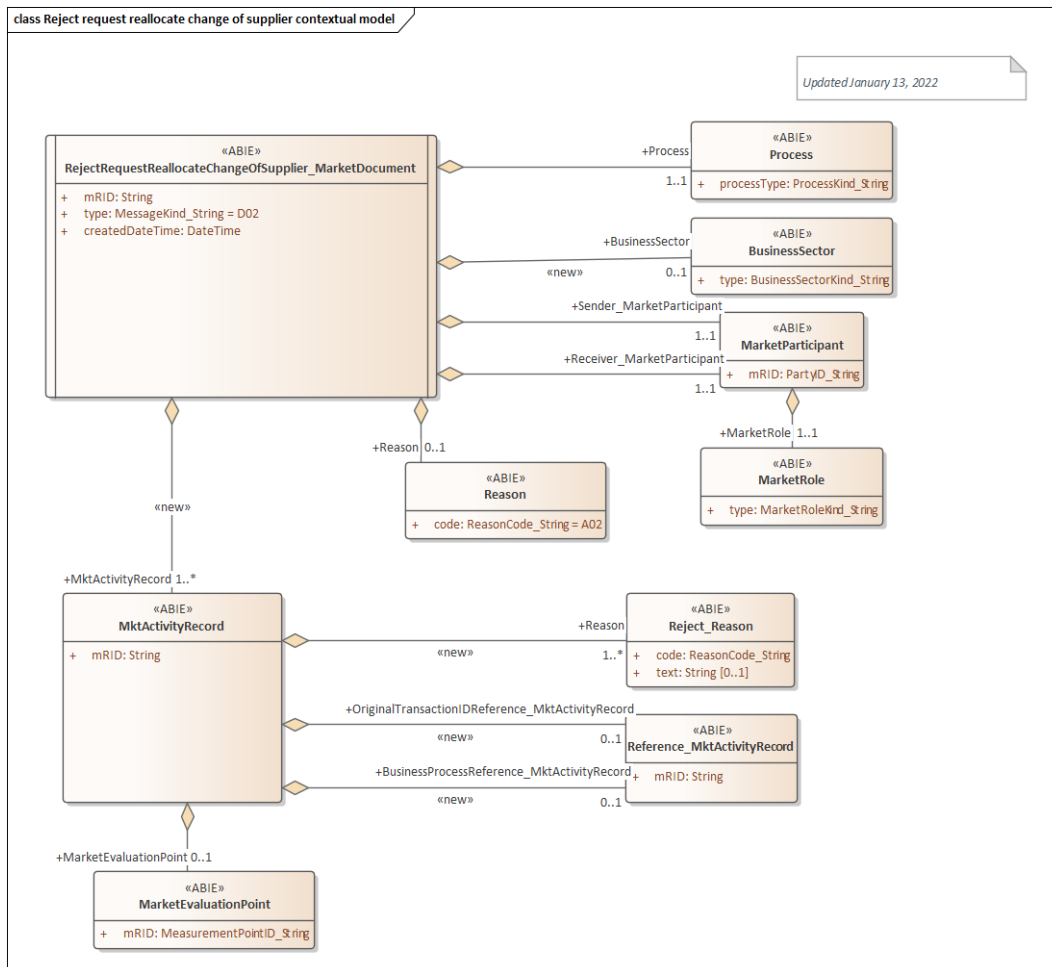 class Reject request reallocate change of supplier contextual model
Updated January 13, 2022
«ABIE»
RejectRequestReallocateChangeOfSupplier_MarketDocument
+ mRID: String
+ type: MessageKind_String = D02
+ createdDateTime: DateTime
+Process
1..1
«ABIE»
Process
+ processType: ProcessKind_String
+BusinessSector
«new»
0..1
«ABIE»
BusinessSector
+ type: BusinessSectorKind_String
+Sender_MarketParticipant
1..1
+Receiver_MarketParticipant
1..1
«ABIE»
MarketParticipant
+ mRID: PartyID_String
+MarketRole 1..1
«ABIE»
MarketRole
+ type: MarketRoleKind_String
+Reason 0..1
«ABIE»
Reason
+ code: ReasonCode_String = A02
«new»
+MktActivityRecord 1..*
«ABIE»
MktActivityRecord
+ mRID: String
+Reason
«new»
1..*
«ABIE»
Reject_Reason
+ code: ReasonCode_String
+ text: String [0..1]
+OriginalTransactionIDReference_MktActivityRecord
«new»
0..1
+BusinessProcessReference_MktActivityRecord
«new»
0..1
«ABIE»
Reference_MktActivityRecord
+ mRID: String
+MarketEvaluationPoint 0..1
«ABIE»
MarketEvaluationPoint
+ mRID: MeasurementPointID_String